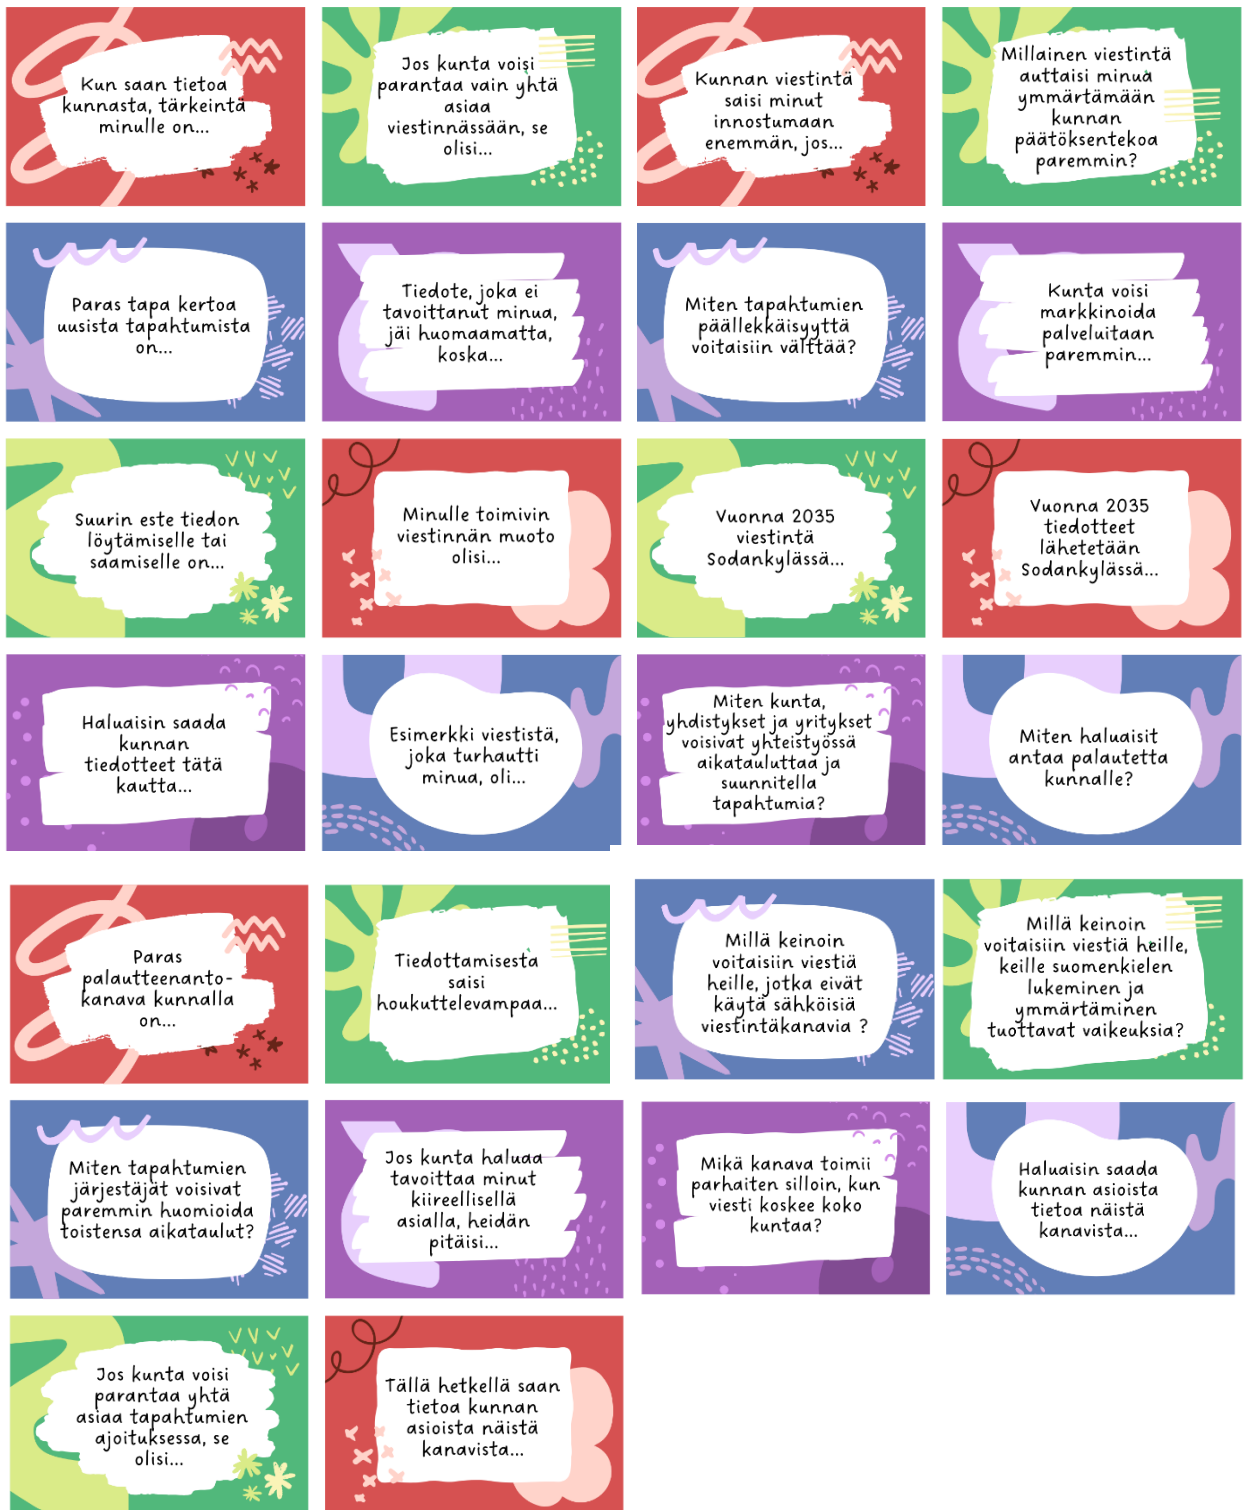 Kun saan tietoa
kunnasta, tärkeintä
minulle on...
Jos kunta voisi
parantaa vain yhtä
asiaa
viestinnässään, se
olisi...
Kunnan viestintä
saisi minut
innostumaan
enemmän, jos...
Millainen viestintä
auttaisi minua
ymmärtämään
kunnan
päätöksentekoa
paremmin?
Paras tapa kertoa
uusista tapahtumista
on...
Tiedote, joka ei
tavoittanut minua,
jäi huomaamatta,
koska...
Miten tapahtumien
päällekkäisyyttä
voitaisiin välttää?
Kunta voisi
markkinoida
palveluitaan
paremmin...
Suurin este tiedon
löytämiselle tai
saamiselle on...
Minulle toimivin
viestinnän muoto
olisi...
Vuonna 2035
viestintä
Sodankylässä...
Vuonna 2035
tiedotteet
lähetetään
Sodankylässä...
Haluaisin saada
kunnan
tiedotteet tätä
kautta...
Esimerkki viestistä,
joka turhautti
minua, oli...
Miten kunta,
yhdistykset ja yritykset
voisivat yhteistyössä
aikatauluttaa ja
suunnitella
tapahtumia?
Miten haluaisit
antaa palautetta
kunnalle?
Paras
palautteenanto-
kanava kunnalla
on...
Tiedottamisesta
saisi
houkuttelevampaa...
Millä keinoin
voitaisiin viestiä
heille, jotka eivät
käytä sähköisiä
viestintäkanavia ?
Millä keinoin
voitaisiin viestiä heille,
keille suomenkielen
lukeminen ja
ymmärtäminen
tuottavat vaikeuksia?
Miten tapahtumien
järjestäjät voisivat
paremmin huomioida
toistensa aikataulut?
Jos kunta haluaa
tavoittaa minut
kiireellisellä
asialla, heidän
pitäisi...
Mikä kanava toimii
parhaiten silloin, kun
viesti koskee koko
kuntaa?
Haluaisin saada
kunnan asioista
tietoa näistä
kanavista...
Jos kunta voisi
parantaa yhtä
asiaa tapahtumien
ajoituksessa, se
olisi...
Tällä hetkellä saan
tietoa kunnan
asioista näistä
kanavista...